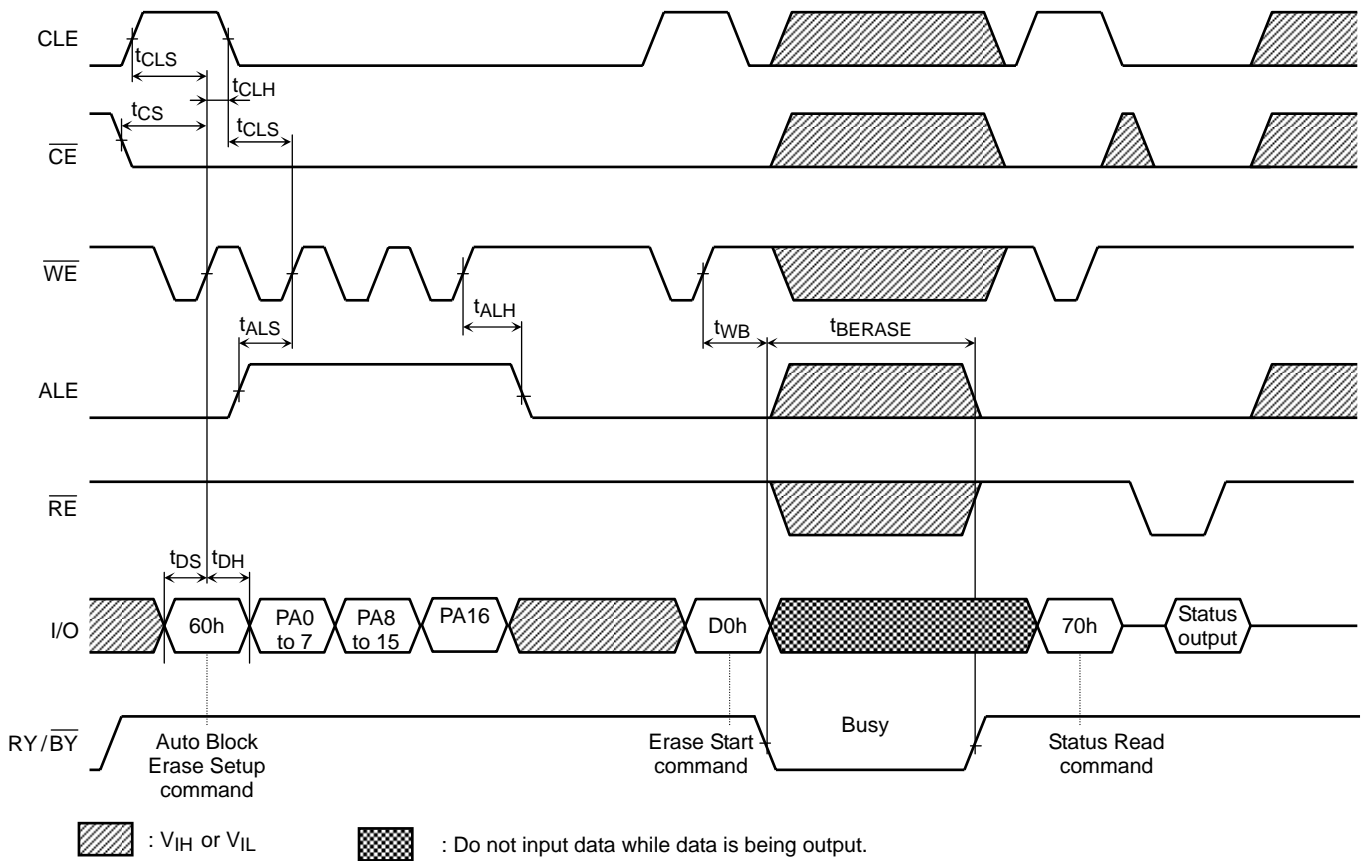 CLE
tCLS
tCLH
tCS
tCLS
CE
WE
tALS
tALH
tWB
tBERASE
ALE
RE
tDS
tDH
I/O
60h
PA0
to 7
PA8
to 15
PA16
D0h
70h
Status
output
RY/BY
Busy
Auto Block
Erase Setup
command
Erase Start
command
Status Read
command
: VIH or VIL
: Do not input data while data is being output.